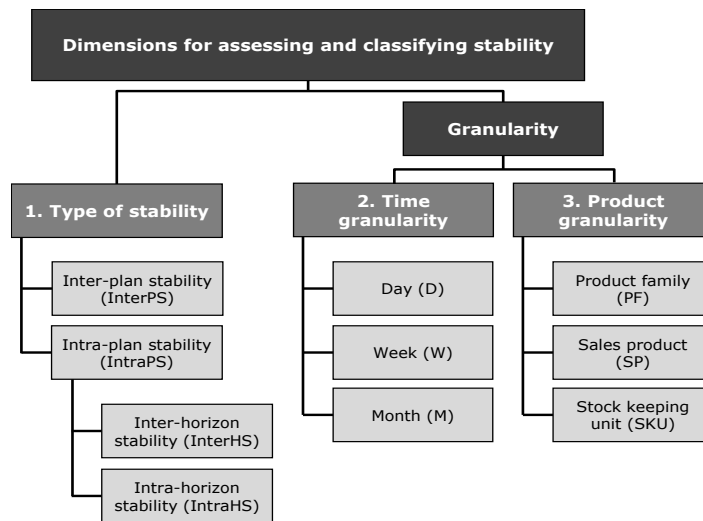 Dimensions for assessing and classifying stability
Granularity
1. Type of stability
2. Time
granularity
3. Product
granularity
Inter-plan stability
(InterPS)
Intra-plan stability
(IntraPS)
Inter-horizon
stability (InterHS)
Intra-horizon
stability (IntraHS)
Day (D)
Week (W)
Month (M)
Product family
(PF)
Sales product
(SP)
Stock keeping
unit (SKU)